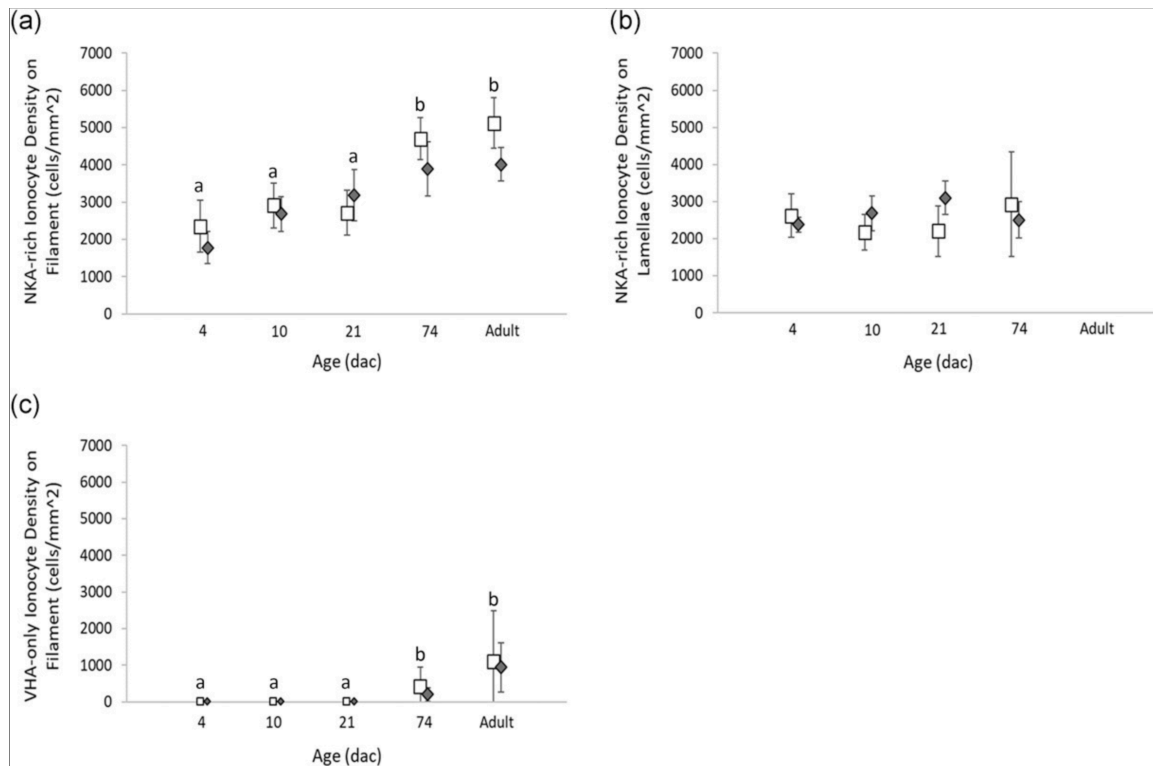 (a)
NKA-rich Ionocyte Density on
Filament (cells/mm^2)
7000
6000
5000
4000
3000
2000
1000
0
a
a
a
b
b
4
10
21
74
Adult
Age (dac)
(b)
NKA-rich Ionocyte Density on
Lamellae (cells/mm^2)
7000
6000
5000
4000
3000
2000
1000
0
4
10
21
74
Adult
Age (dac)
(c)
VHA-only Ionocyte Density on
Filament (cells/mm^2)
7000
6000
5000
4000
3000
2000
1000
0
a
a
a
b
b
4
10
21
74
Adult
Age (dac)